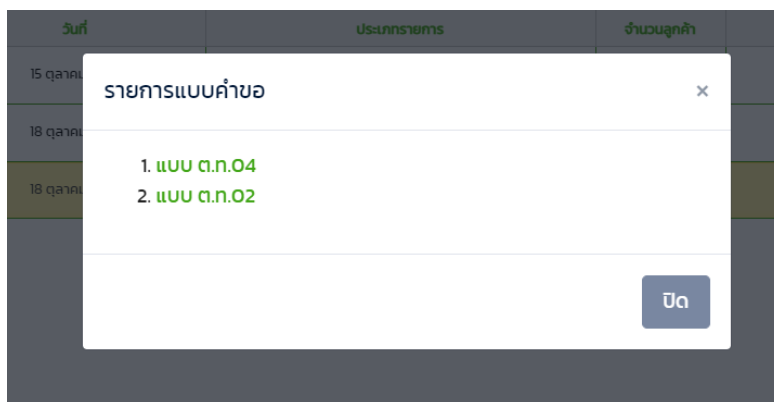 วันที่ ประเภทรายการ จำนวนลูกค้า
15 ตุลาคม
รายการแบบคำขอ ×
18 ตุลาคม
1. แบบ ต.ท.04
2. แบบ ต.ท.02
18 ตุลาคม
ปิด